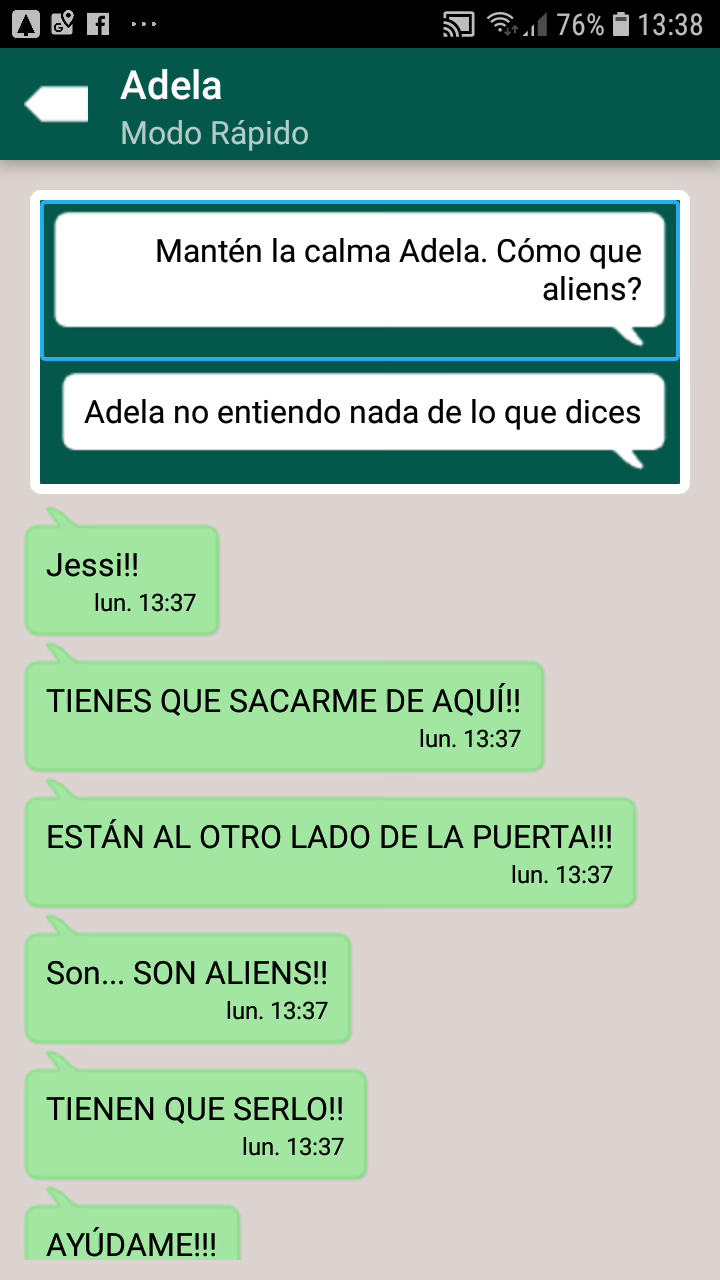 76% 13:38
Adela
Modo Rápido
Mantén la calma Adela. Cómo que
aliens?
Adela no entiendo nada de lo que dices
Jessi!!
lun. 13:37
TIENES QUE SACARME DE AQUÍ!!
lun. 13:37
ESTÁN AL OTRO LADO DE LA PUERTA!!!
lun. 13:37
Son... SON ALIENS!!
lun. 13:37
TIENEN QUE SERLO!!
lun. 13:37
AYÚDAME!!!